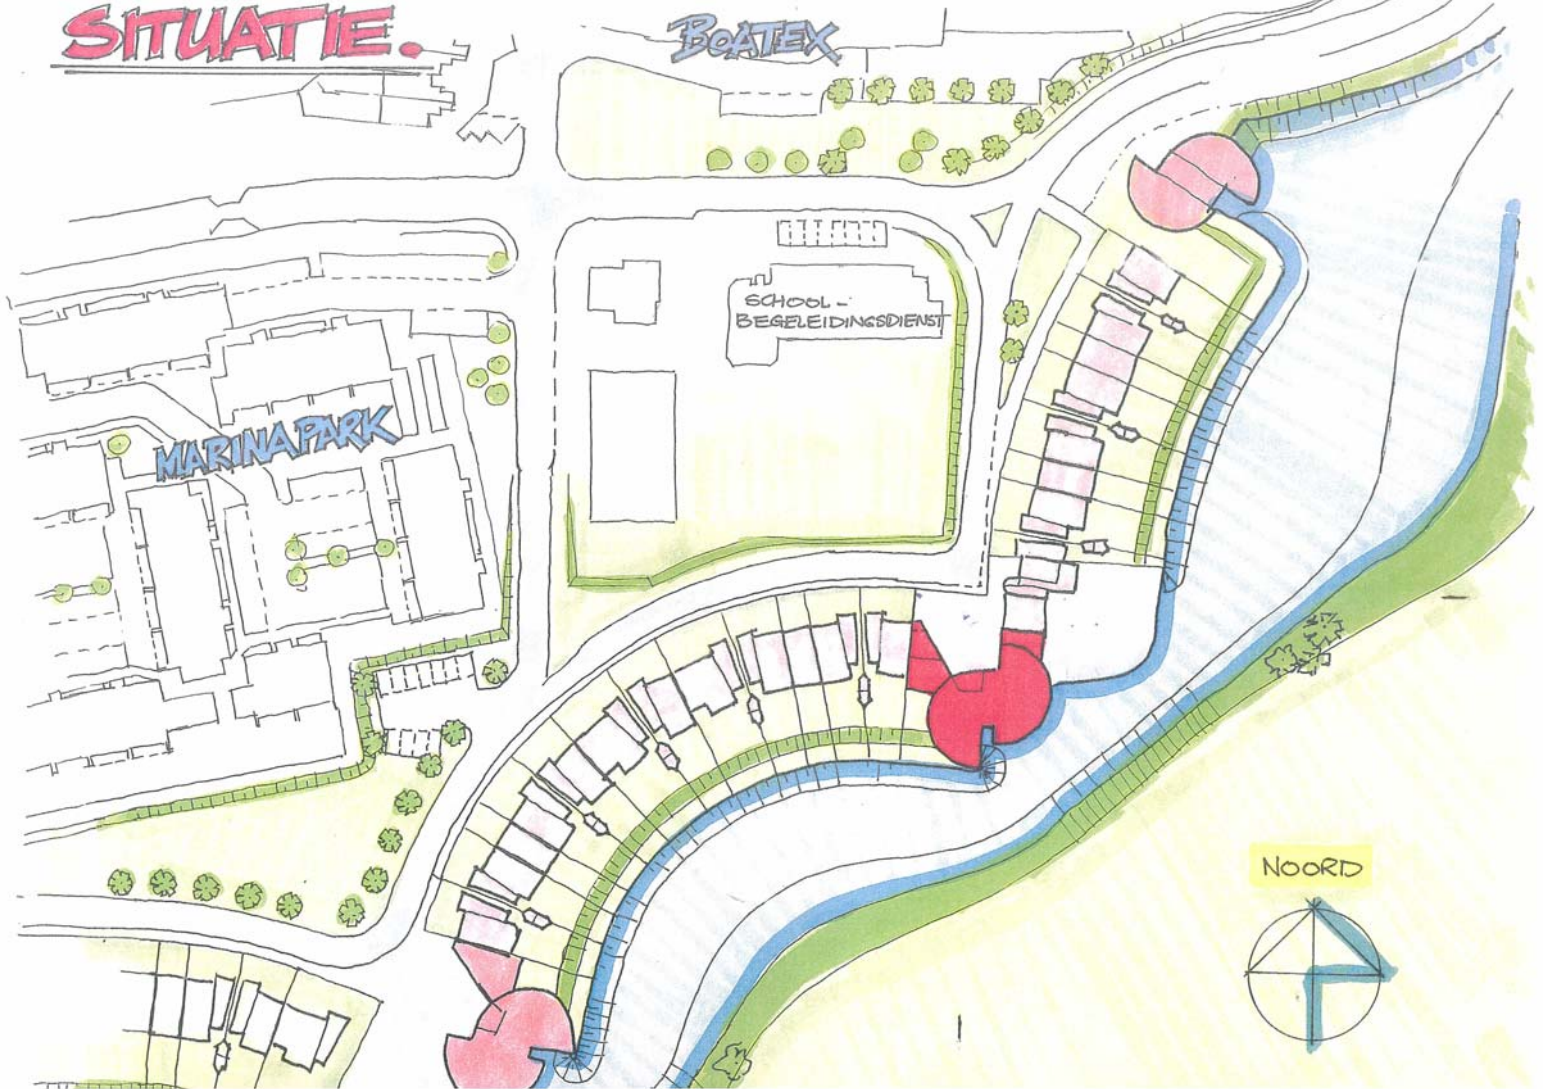 SITUATIE.
BOATEX
SCHOOL-
BEGELEIDINGSDIENST
MARINAPARK
NOORD